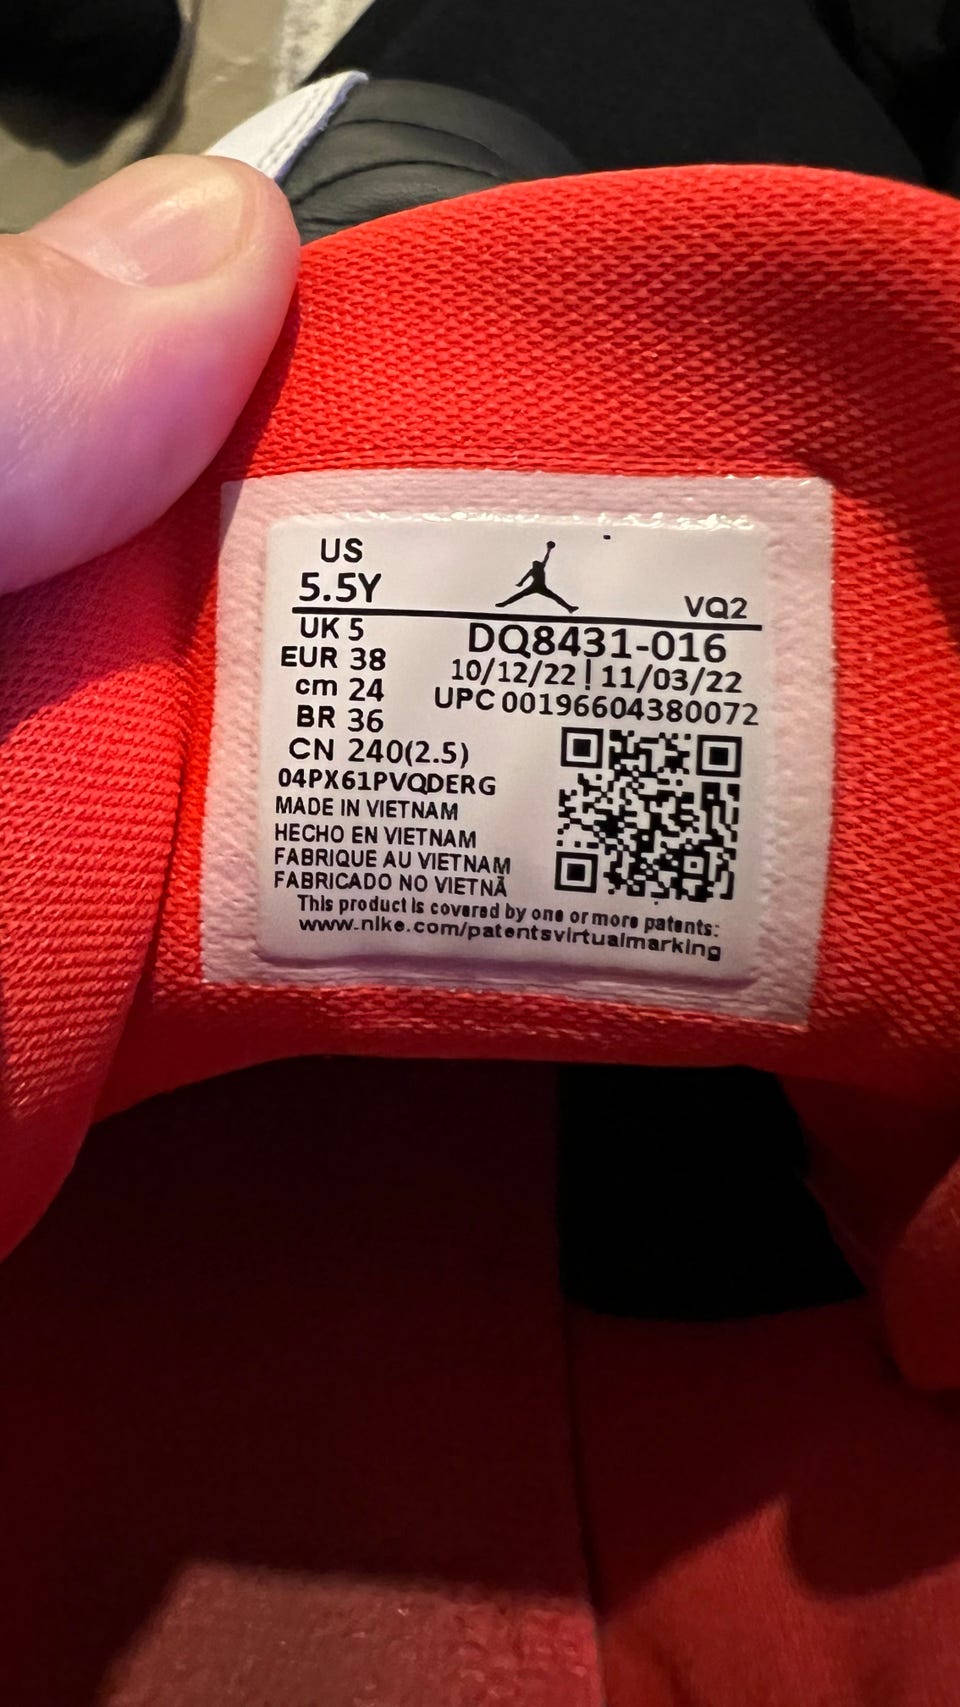 US
5.5Y
VQ2
UK 5
EUR 38
cm 24
BR 36
CN 240(2.5)
DQ8431-016
10/12/22 | 11/03/22
UPC 00196604380072
04PX61PVQDERG
MADE IN VIETNAM
HECHO EN VIETNAM
FABRIQUE AU VIETNAM
FABRICADO NO VIETNÃ
This product is covered by one or more patents:
www.nike.com/patentsvirtualmarking